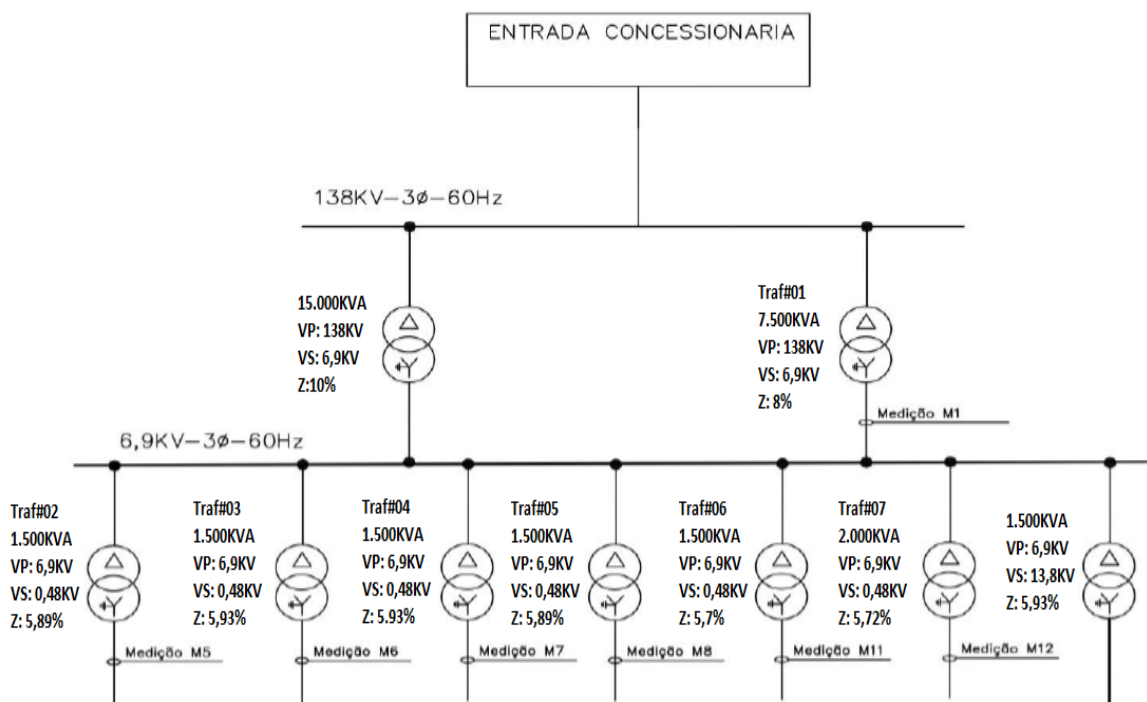 ENTRADA CONCESSIONARIA
138KV-3ø-60Hz
15.000KVA
VP: 138KV
VS: 6,9KV
Z:10%
Traf#01
7.500KVA
VP: 138KV
VS: 6,9KV
Z: 8%
Medição M1
6,9KV-3ø-60Hz
Traf#02
1.500KVA
VP: 6,9KV
VS: 0,48KV
Z: 5,89%
Medição M5
Traf#03
1.500KVA
VP: 6,9KV
VS: 0,48KV
Z: 5,93%
Medição M6
Traf#04
1.500KVA
VP: 6,9KV
VS: 0,48KV
Z: 5.93%
Medição M7
Traf#05
1.500KVA
VP: 6,9KV
VS: 0,48KV
Z: 5,89%
Medição M8
Traf#06
1.500KVA
VP: 6,9KV
VS: 0,48KV
Z: 5,7%
Medição M11
Traf#07
2.000KVA
VP: 6,9KV
VS: 0,48KV
Z: 5,72%
Medição M12
1.500KVA
VP: 6,9KV
VS: 13,8KV
Z: 5,93%